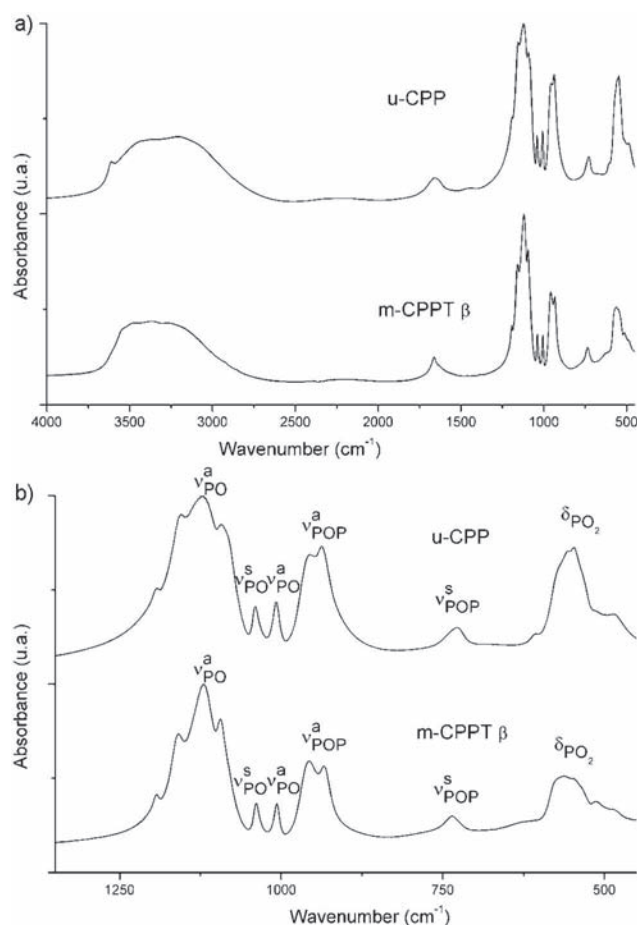 a)
u-CPP
m-CPPT β
Absorbance (u.a.)
4000 3500 3000 2500 2000 1500 1000 500
Wavenumber (cm⁻¹)
b)
νᵃPO
νˢPO
νᵃPO
νᵃPOP
u-CPP
νˢPOP
δPO₂
νᵃPO
νˢPO
νᵃPO
νᵃPOP
m-CPPT β
νˢPOP
δPO₂
Absorbance (u.a.)
1250 1000 750 500
Wavenumber (cm⁻¹)